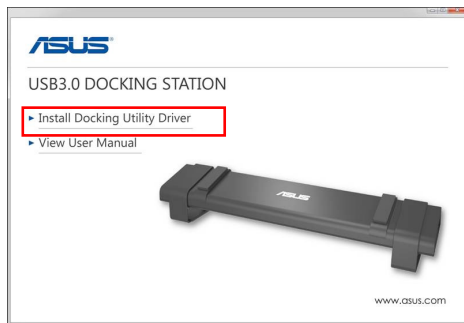 ASUS
USB3.0 DOCKING STATION
Install Docking Utility Driver
View User Manual
ASUS
www.asus.com